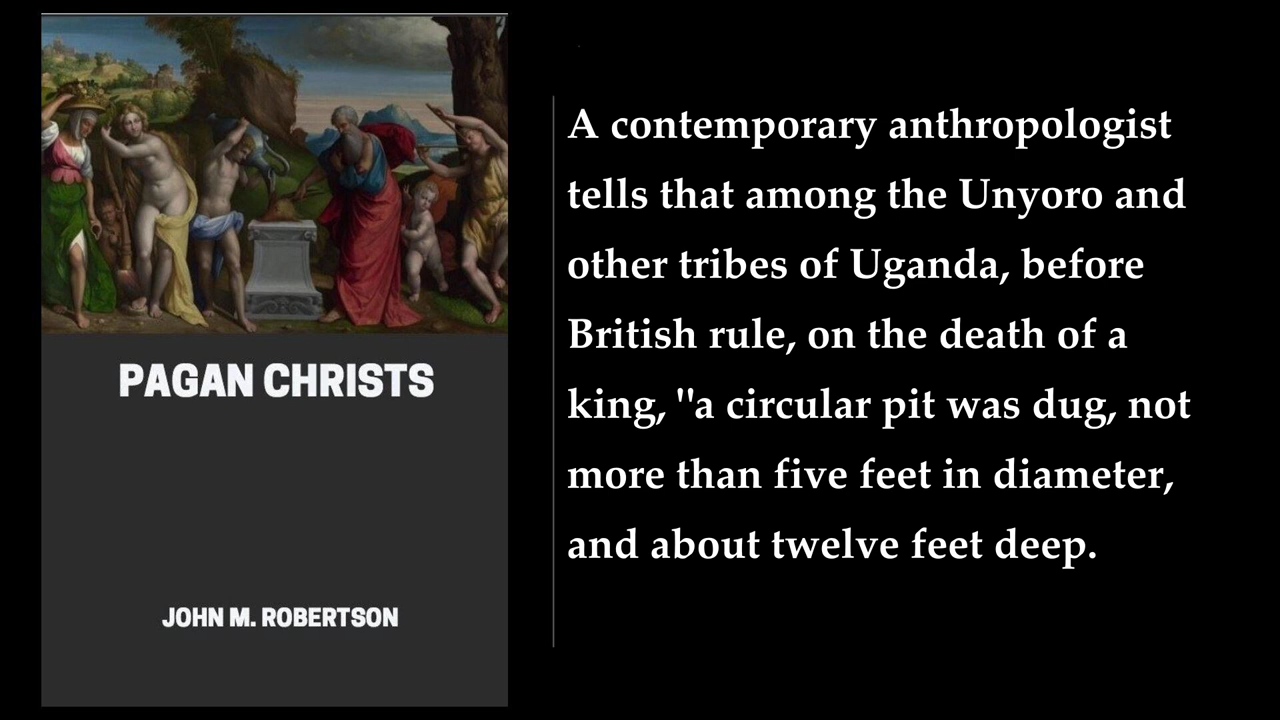 PAGAN CHRISTS
JOHN M. ROBERTSON
A contemporary anthropologist
tells that among the Unyoro and
other tribes of Uganda, before
British rule, on the death of a
king, "a circular pit was dug, not
more than five feet in diameter,
and about twelve feet deep.